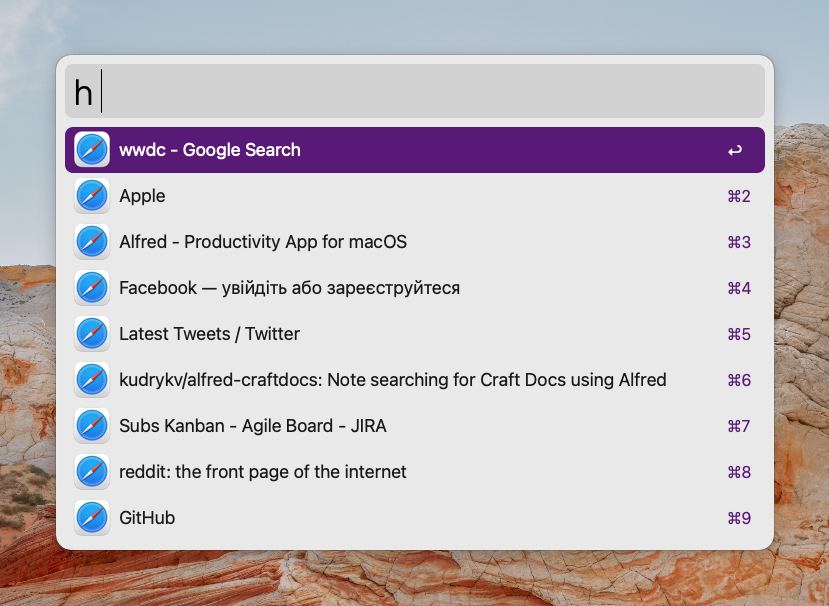 h
wwdc - Google Search ↩
Apple ⌘2
Alfred - Productivity App for macOS ⌘3
Facebook — увійдіть або зареєструйтеся ⌘4
Latest Tweets / Twitter ⌘5
kudrykv/alfred-craftdocs: Note searching for Craft Docs using Alfred ⌘6
Subs Kanban - Agile Board - JIRA ⌘7
reddit: the front page of the internet ⌘8
GitHub ⌘9